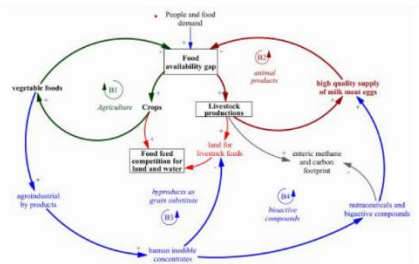 People and food
demand
Food
availability gap
B1
Agriculture
B2
animal
products
vegetable foods
high quality supply
of milk meat eggs
Crops
Livestock
productions
Food feed
competition for
land and water
land for
livestock feeds
enteric methane
and carbon
footprint
agroindustrial
by products
byproducts as
grain substitute
B3
B4
bioactive
compounds
nutraceuticals and
bigactive compounds
human inedible
concentrates